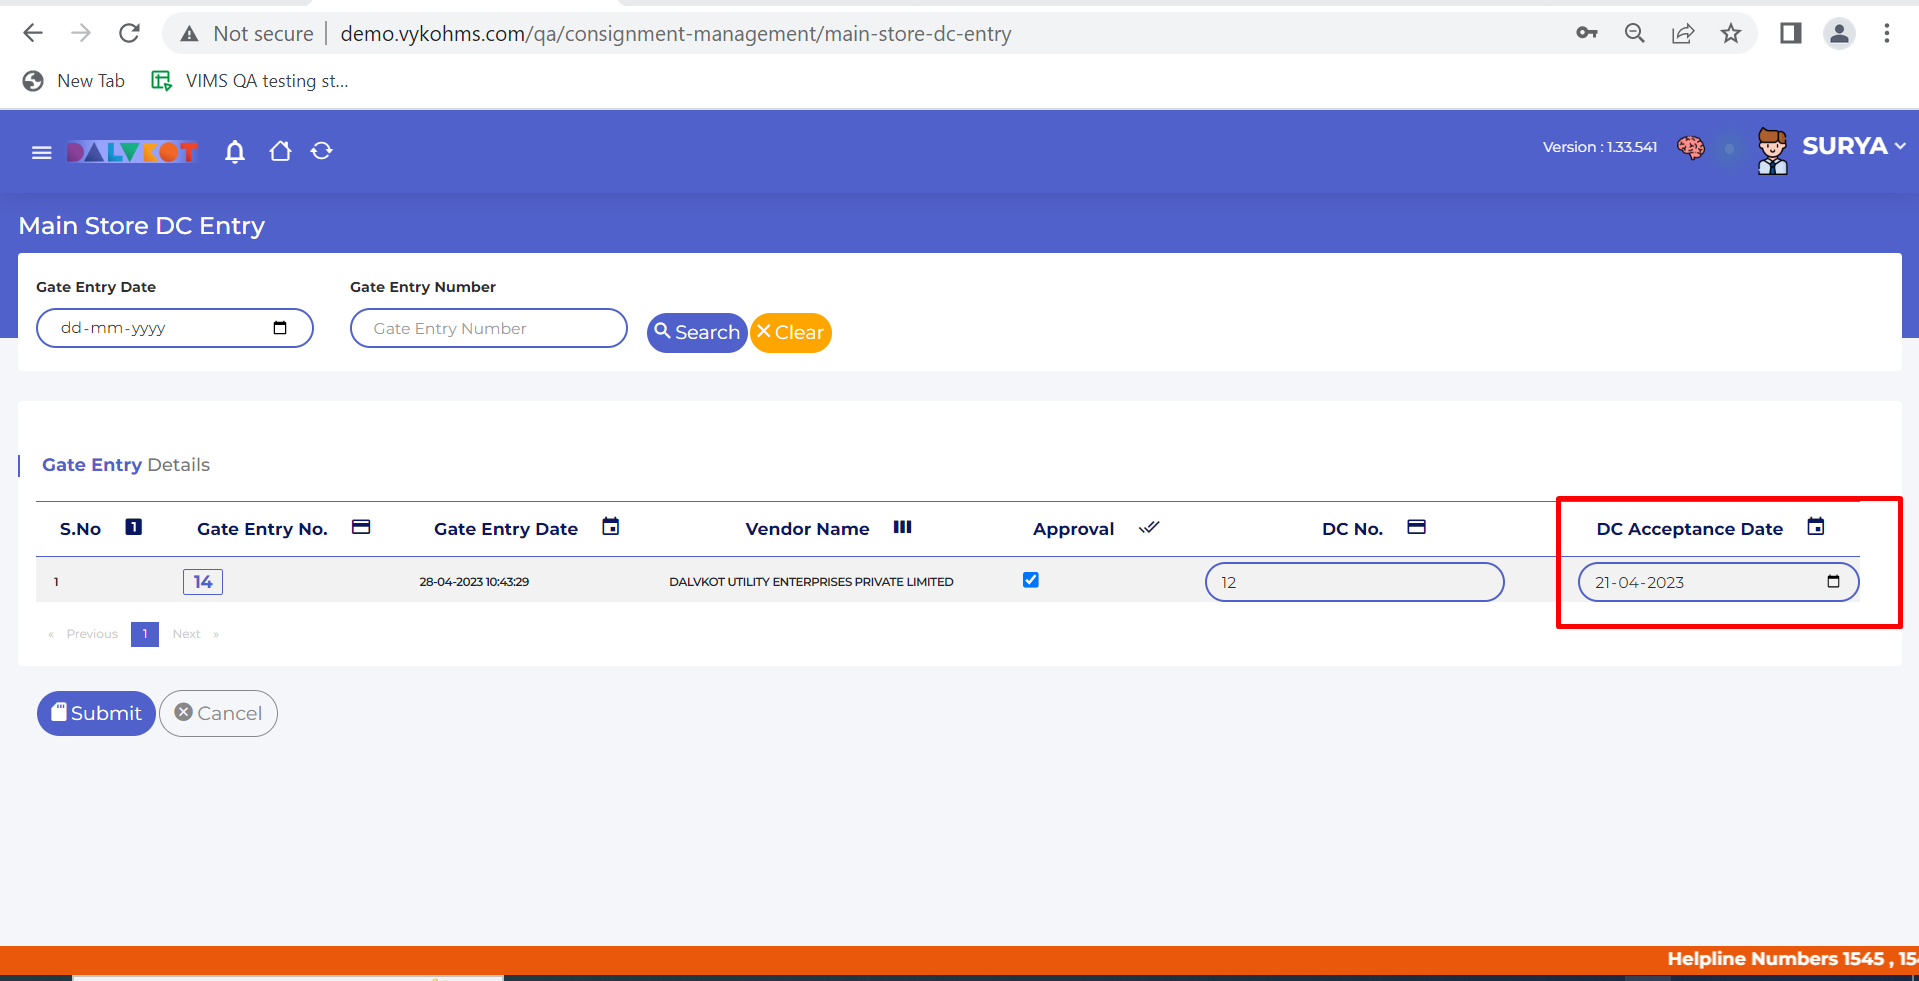 Not secure | demo.vykohms.com/qa/consignment-management/main-store-dc-entry
New Tab VIMS QA testing st...
DALVKOT Version : 1.33.541 SURYA
Main Store DC Entry
Gate Entry Date Gate Entry Number
dd-mm-yyyy Gate Entry Number Search Clear
Gate Entry Details
S.No 1 Gate Entry No. Gate Entry Date Vendor Name Approval DC No. DC Acceptance Date
1 14 28-04-2023 10:43:29 DALVKOT UTILITY ENTERPRISES PRIVATE LIMITED 12 21-04-2023
« Previous 1 Next »
Submit Cancel
Helpline Numbers 1545 ,